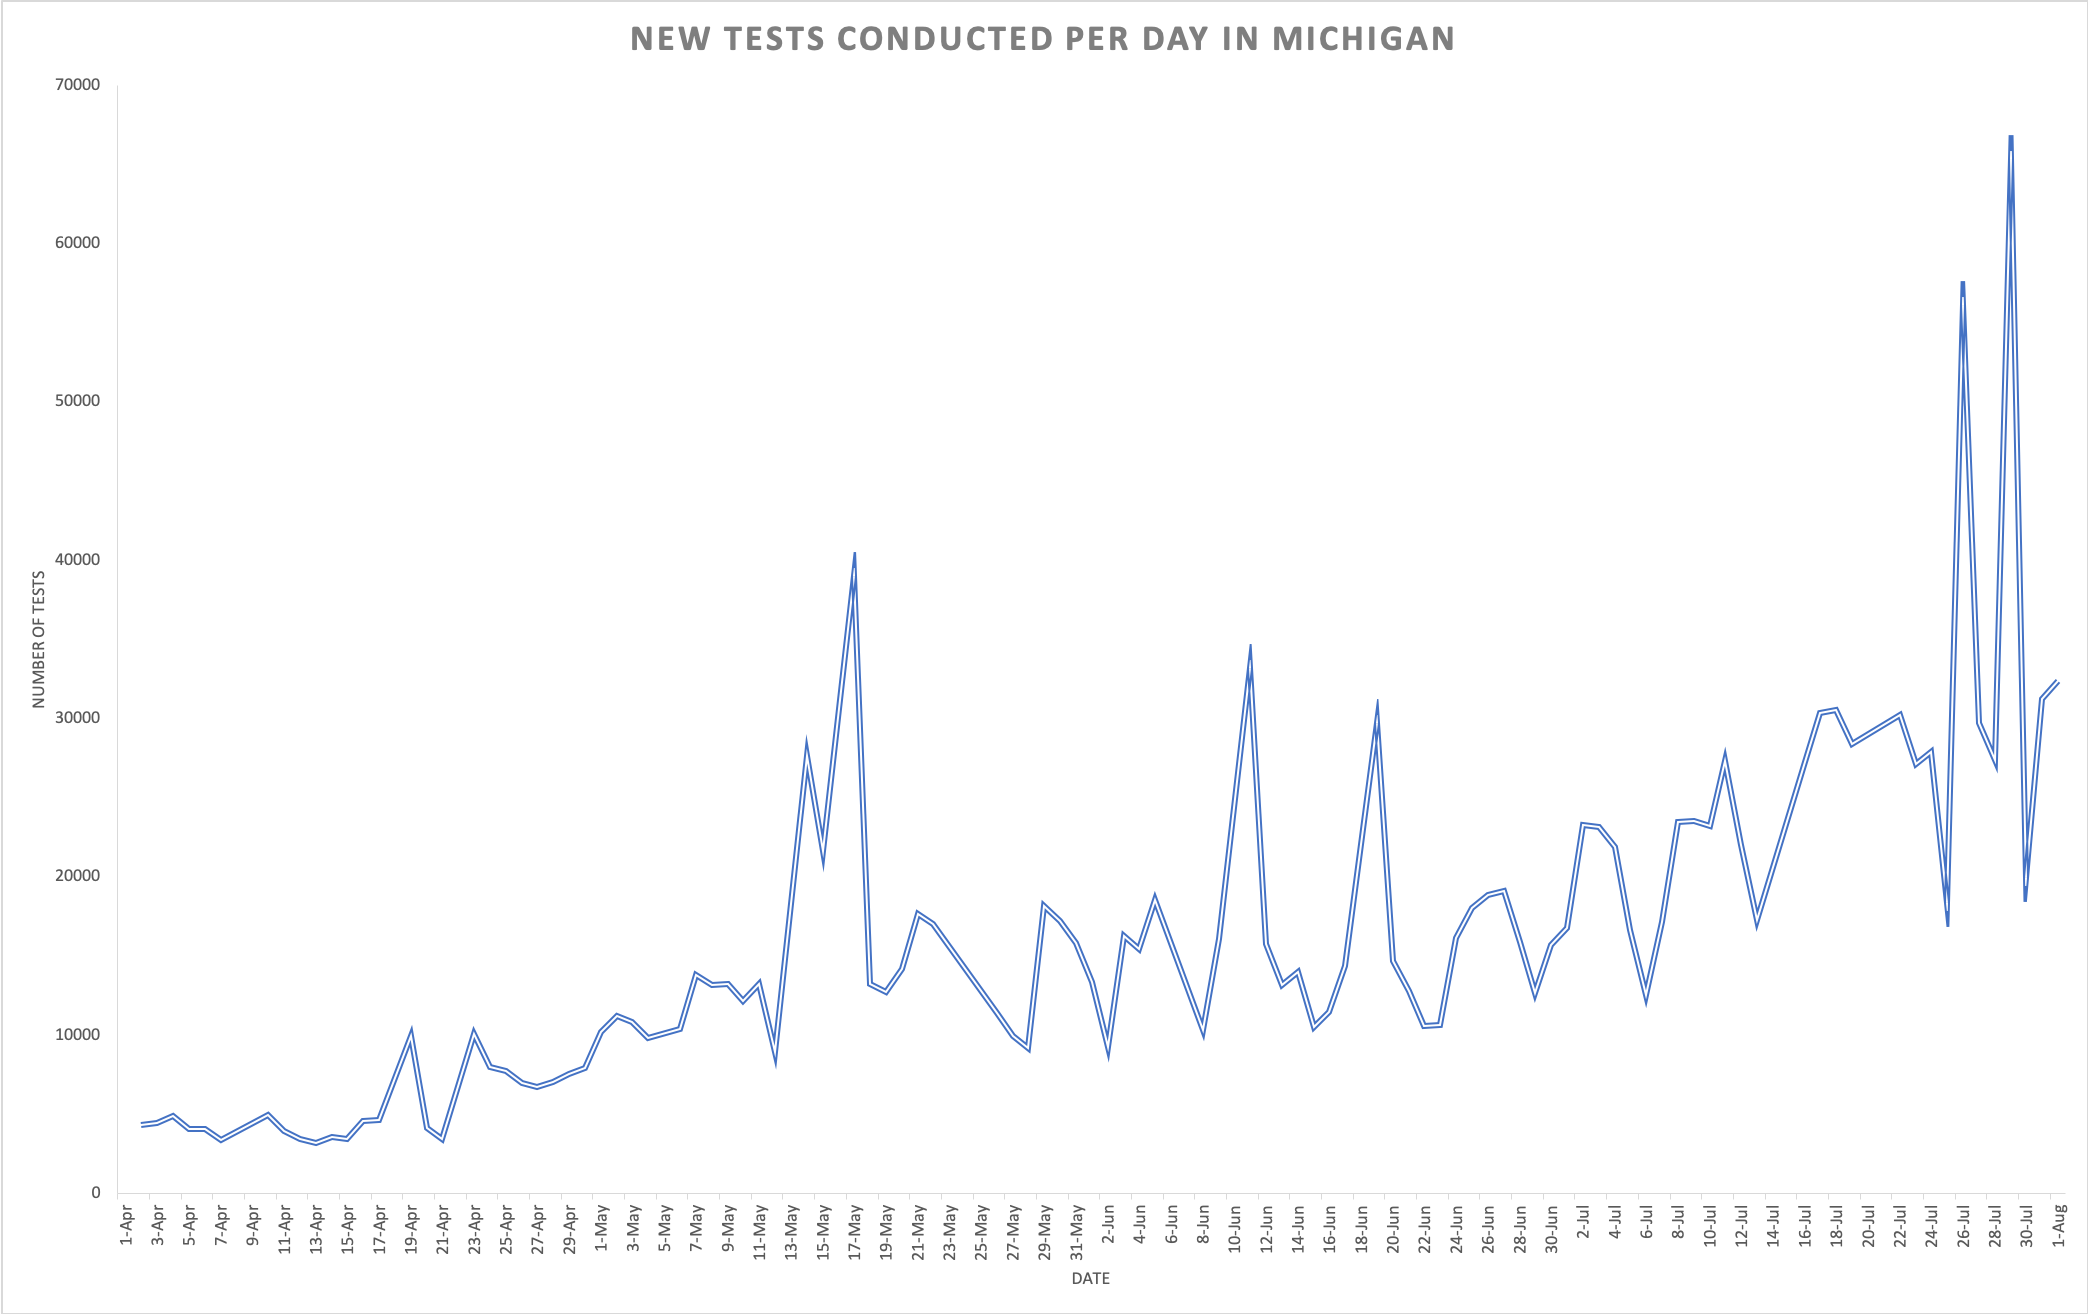 NEW TESTS CONDUCTED PER DAY IN MICHIGAN
70000
60000
50000
40000
30000
20000
10000
0
NUMBER OF TESTS
1-Apr
3-Apr
5-Apr
7-Apr
9-Apr
11-Apr
13-Apr
15-Apr
17-Apr
19-Apr
21-Apr
23-Apr
25-Apr
27-Apr
29-Apr
1-May
3-May
5-May
7-May
9-May
11-May
13-May
15-May
17-May
19-May
21-May
23-May
25-May
27-May
29-May
31-May
2-Jun
4-Jun
6-Jun
8-Jun
10-Jun
12-Jun
14-Jun
16-Jun
18-Jun
20-Jun
22-Jun
24-Jun
26-Jun
28-Jun
30-Jun
2-Jul
4-Jul
6-Jul
8-Jul
10-Jul
12-Jul
14-Jul
16-Jul
18-Jul
20-Jul
22-Jul
24-Jul
26-Jul
28-Jul
30-Jul
1-Aug
DATE